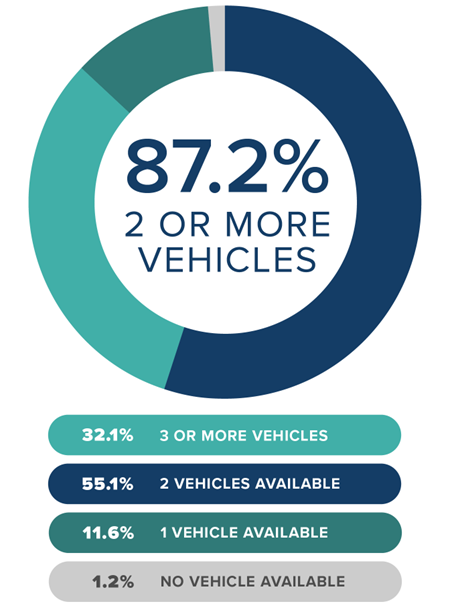 87.2%
2 OR MORE
VEHICLES
32.1% 3 OR MORE VEHICLES
55.1% 2 VEHICLES AVAILABLE
11.6% 1 VEHICLE AVAILABLE
1.2% NO VEHICLE AVAILABLE